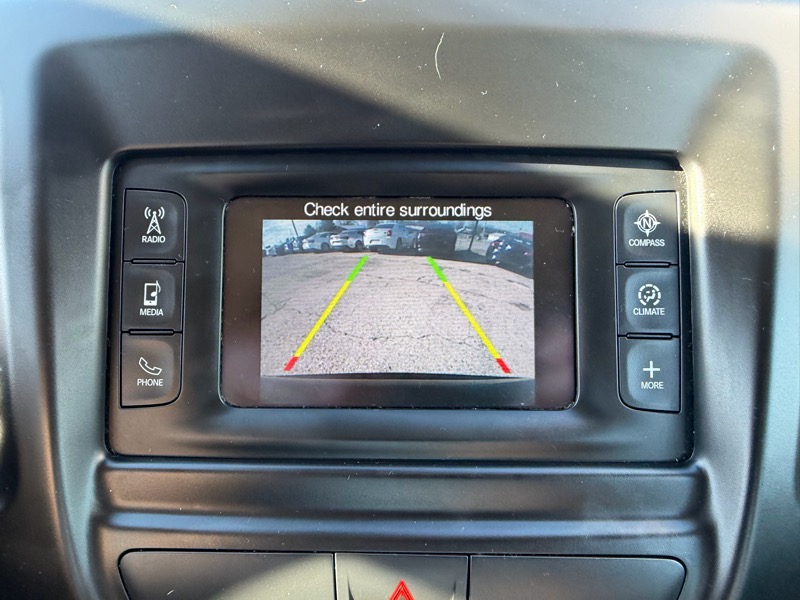 Check entire surroundings
RADIO
MEDIA
PHONE
N
COMPASS
CLIMATE
MORE